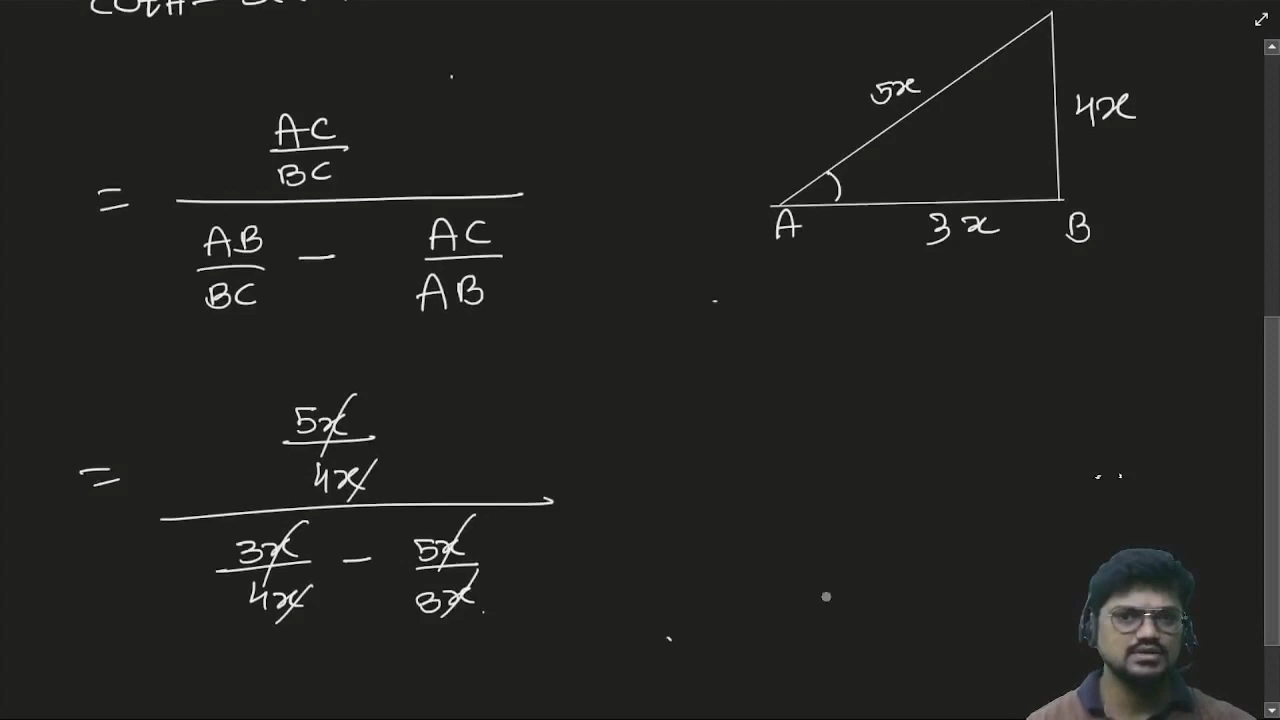 = AC/BC
AB/BC - AC/AB
5x
4x
A 3x B
= 5x/4x
3x/4x - 5x/3x